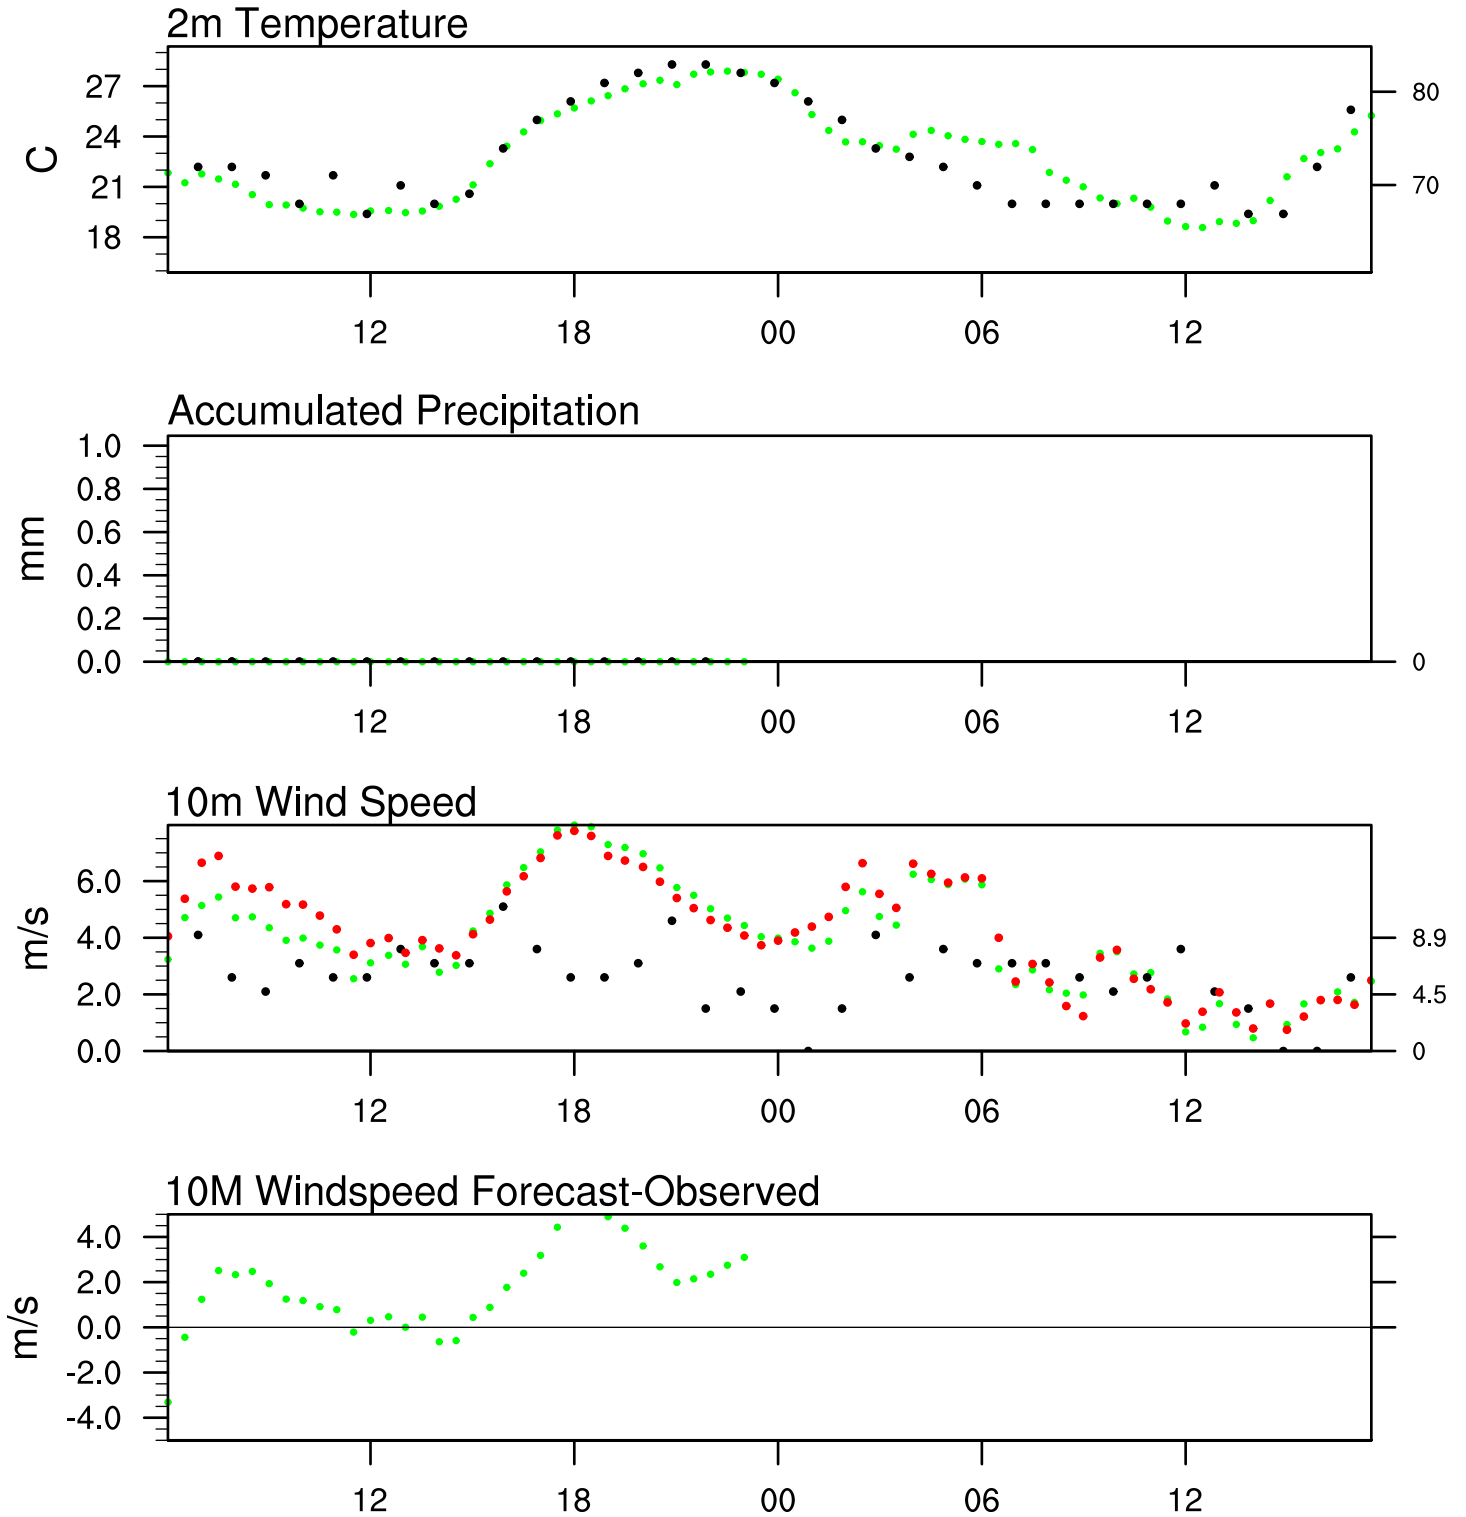 2m Temperature
27
24
21
18
C
80
70
12 18 00 06 12
Accumulated Precipitation
1.0
0.8
0.6
0.4
0.2
0.0
mm
0
12 18 00 06 12
10m Wind Speed
6.0
4.0
2.0
0.0
m/s
8.9
4.5
0
12 18 00 06 12
10M Windspeed Forecast-Observed
4.0
2.0
0.0
-2.0
-4.0
m/s
12 18 00 06 12